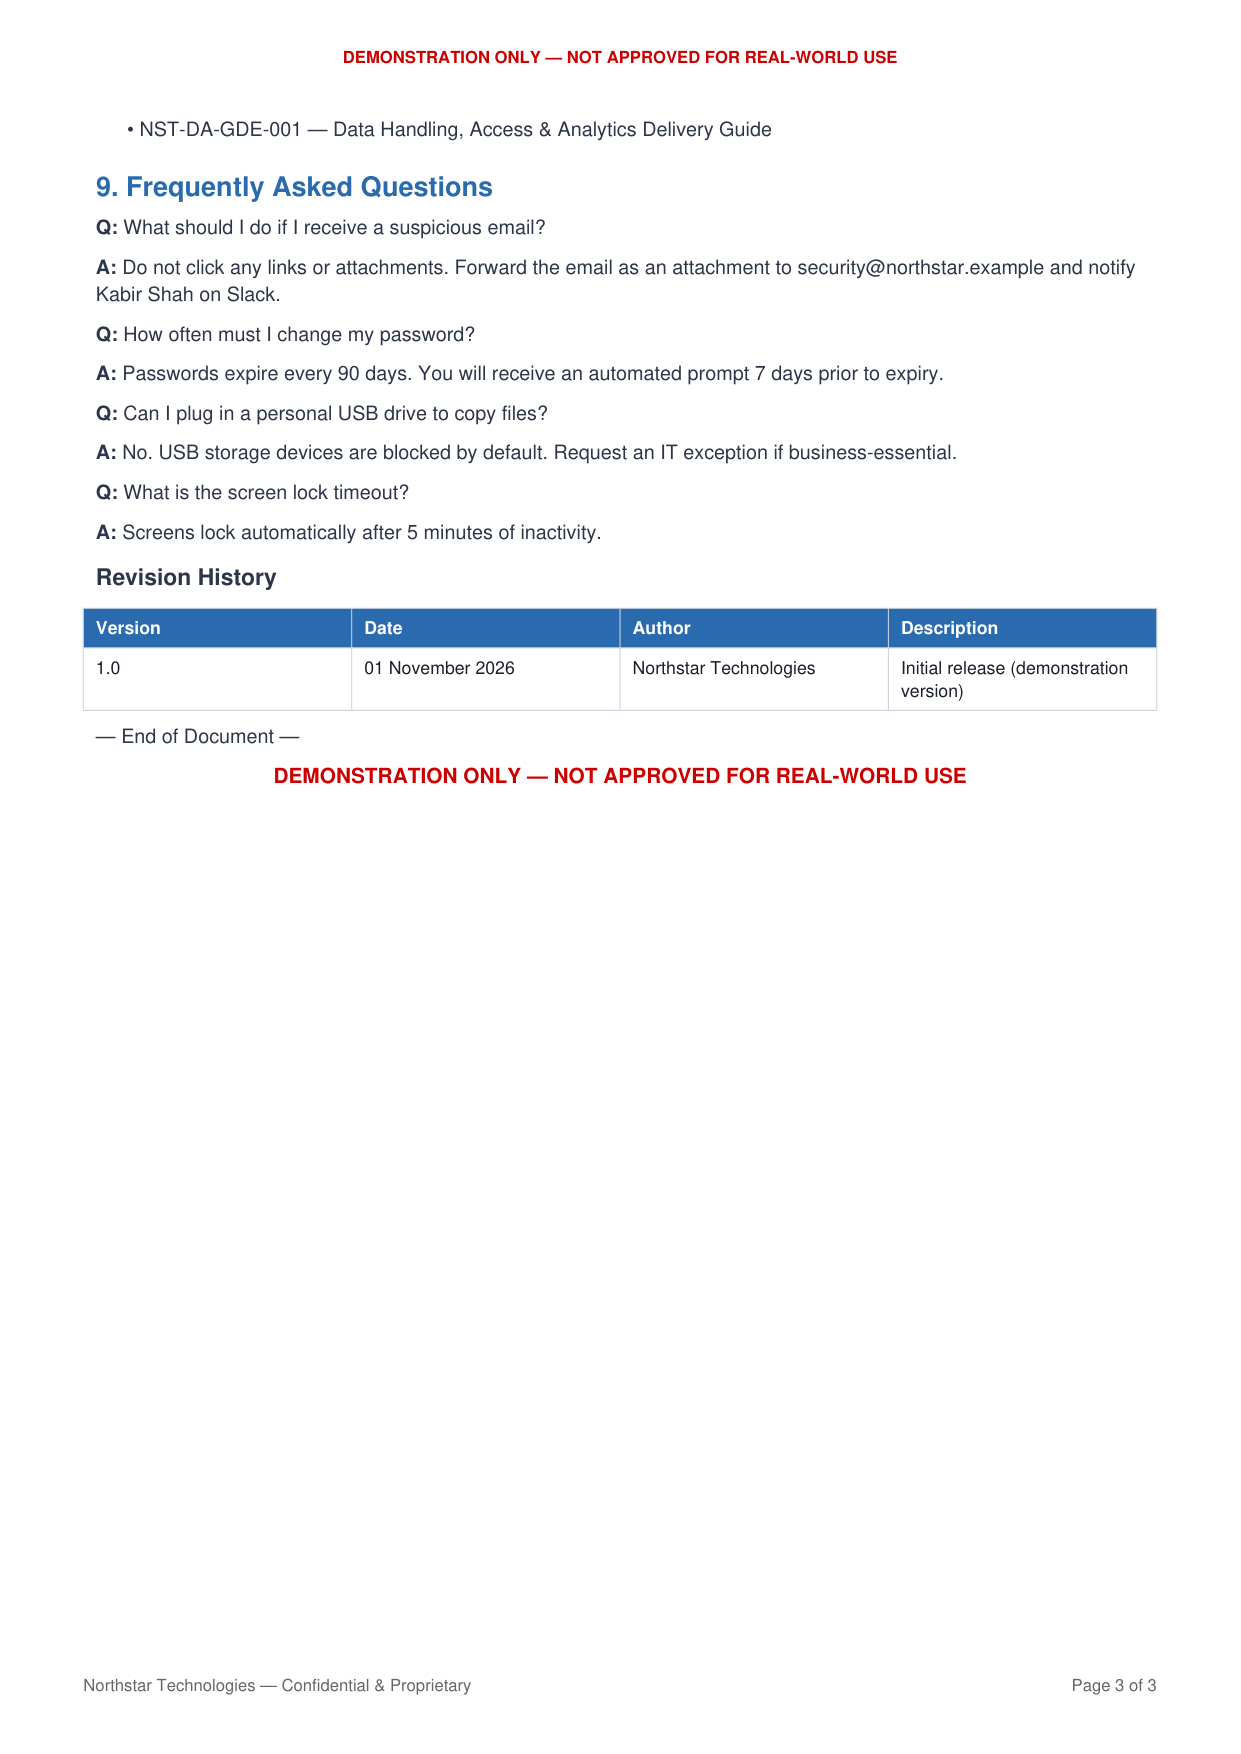 DEMONSTRATION ONLY — NOT APPROVED FOR REAL-WORLD USE
• NST-DA-GDE-001 — Data Handling, Access & Analytics Delivery Guide
9. Frequently Asked Questions
Q: What should I do if I receive a suspicious email?
A: Do not click any links or attachments. Forward the email as an attachment to security@northstar.example and notify
Kabir Shah on Slack.
Q: How often must I change my password?
A: Passwords expire every 90 days. You will receive an automated prompt 7 days prior to expiry.
Q: Can I plug in a personal USB drive to copy files?
A: No. USB storage devices are blocked by default. Request an IT exception if business-essential.
Q: What is the screen lock timeout?
A: Screens lock automatically after 5 minutes of inactivity.
Revision History
Version Date Author Description
1.0 01 November 2026 Northstar Technologies Initial release (demonstration
version)
— End of Document —
DEMONSTRATION ONLY — NOT APPROVED FOR REAL-WORLD USE
Northstar Technologies — Confidential & Proprietary Page 3 of 3